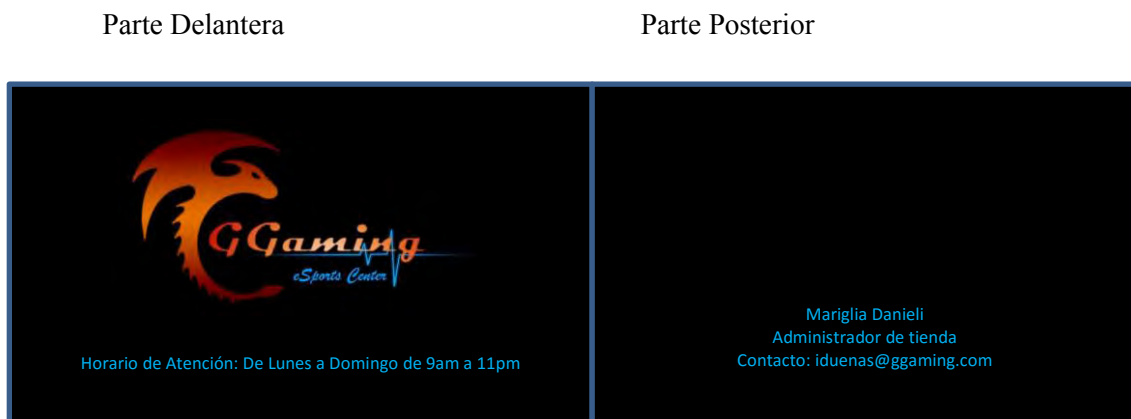 Parte Delantera
Parte Posterior
GGaming
eSports Center
Horario de Atención: De Lunes a Domingo de 9am a 11pm
Mariglia Danieli
Administrador de tienda
Contacto: iduenas@ggaming.com